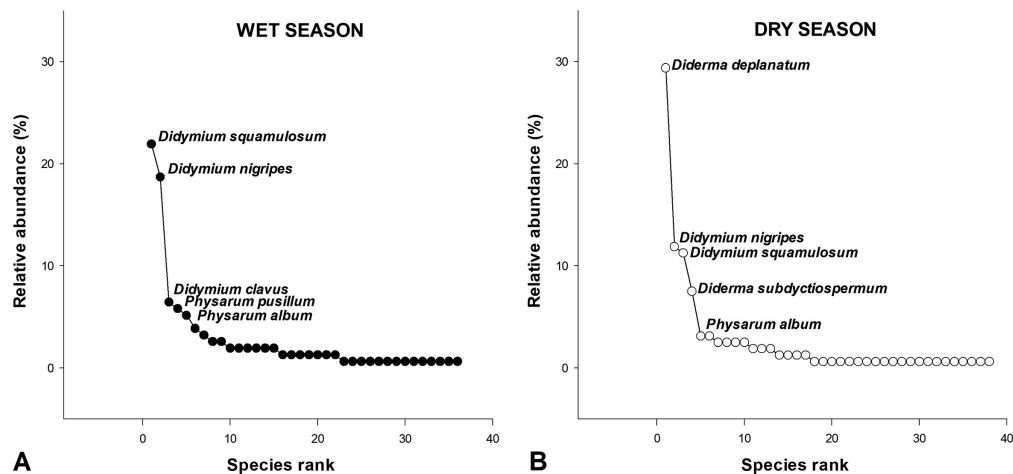 WET SEASON
30
20
10
0
Relative abundance (%)
Didymium squamulosum
Didymium nigripes
Didymium clavus
Physarum pusillum
Physarum album
0 10 20 30 40
Species rank
A
DRY SEASON
30
20
10
0
Relative abundance (%)
Diderma deplanatum
Didymium nigripes
Didymium squamulosum
Diderma subdyctiospermum
Physarum album
0 10 20 30 40
Species rank
B